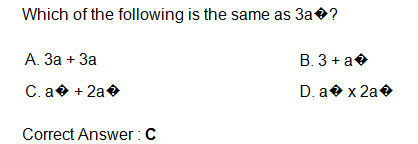 Which of the following is the same as 3a�?
A. 3a + 3a
B. 3 + a�
C. a� + 2a�
D. a� x 2a�
Correct Answer : C